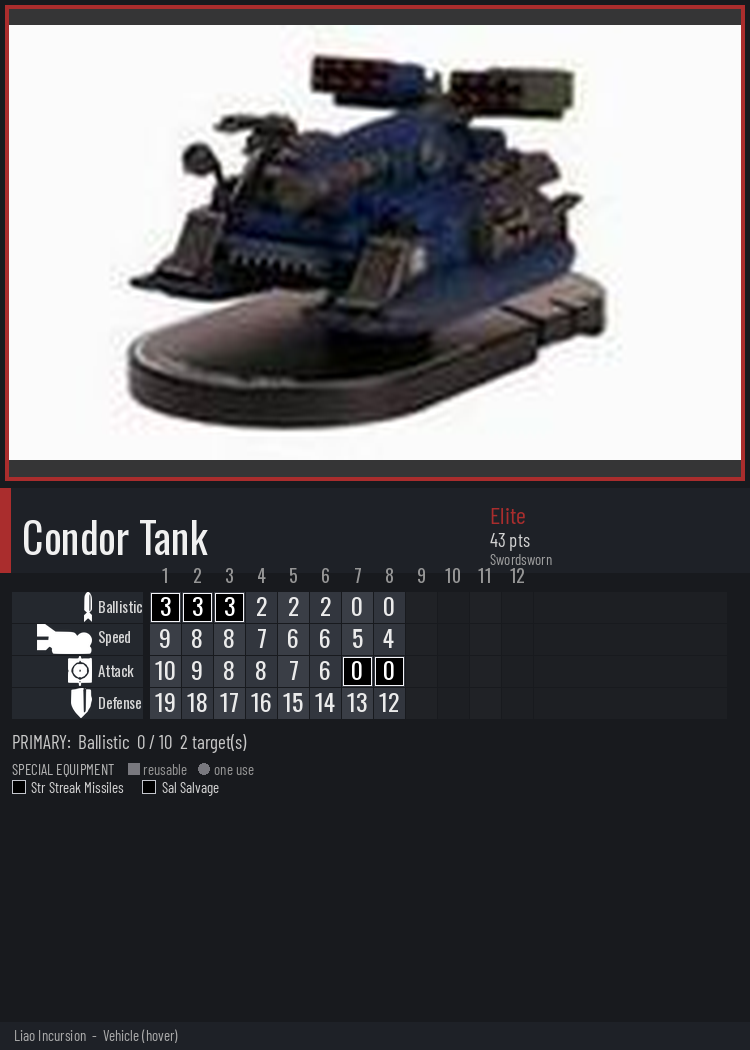 Condor Tank
Elite
43 pts
Swordsworn
1 2 3 4 5 6 7 8 9 10 11 12
Ballistic 3 3 3 2 2 2 0 0
Speed 9 8 8 7 6 6 5 4
Attack 10 9 8 8 7 6 0 0
Defense 19 18 17 16 15 14 13 12
PRIMARY: Ballistic 0 / 10 2 target(s)
SPECIAL EQUIPMENT reusable one use
Str Streak Missiles Sal Salvage
Liao Incursion - Vehicle (hover)